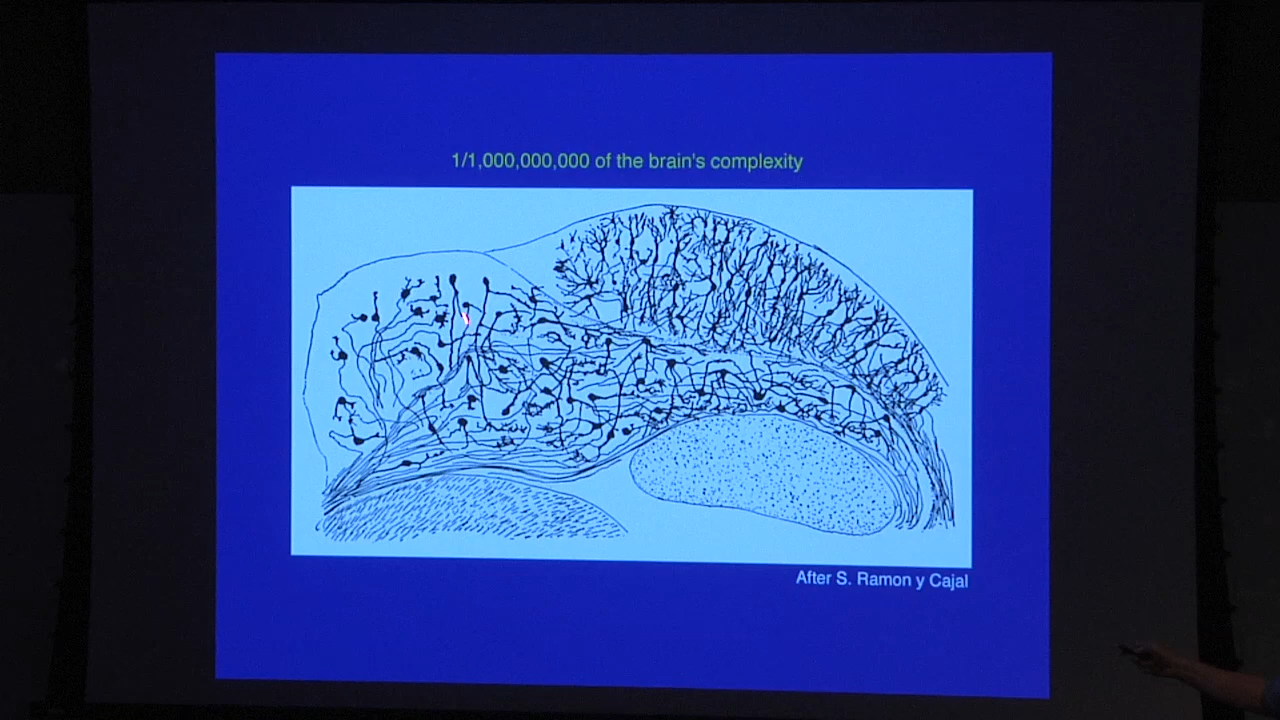 1/1,000,000,000 of the brain's complexity
After S. Ramon y Cajal